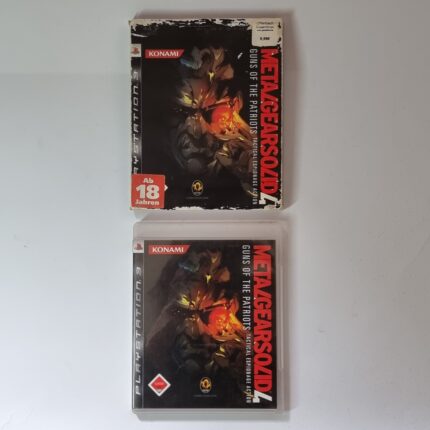 KONAMI
METAL GEAR SOLID 4
GUNS OF THE PATRIOTS
TACTICAL ESPIONAGE ACTION
PLAYSTATION 3
Ab
18
Jahren
KONAMI
METAL GEAR SOLID 4
GUNS OF THE PATRIOTS
TACTICAL ESPIONAGE ACTION
PLAYSTATION 3